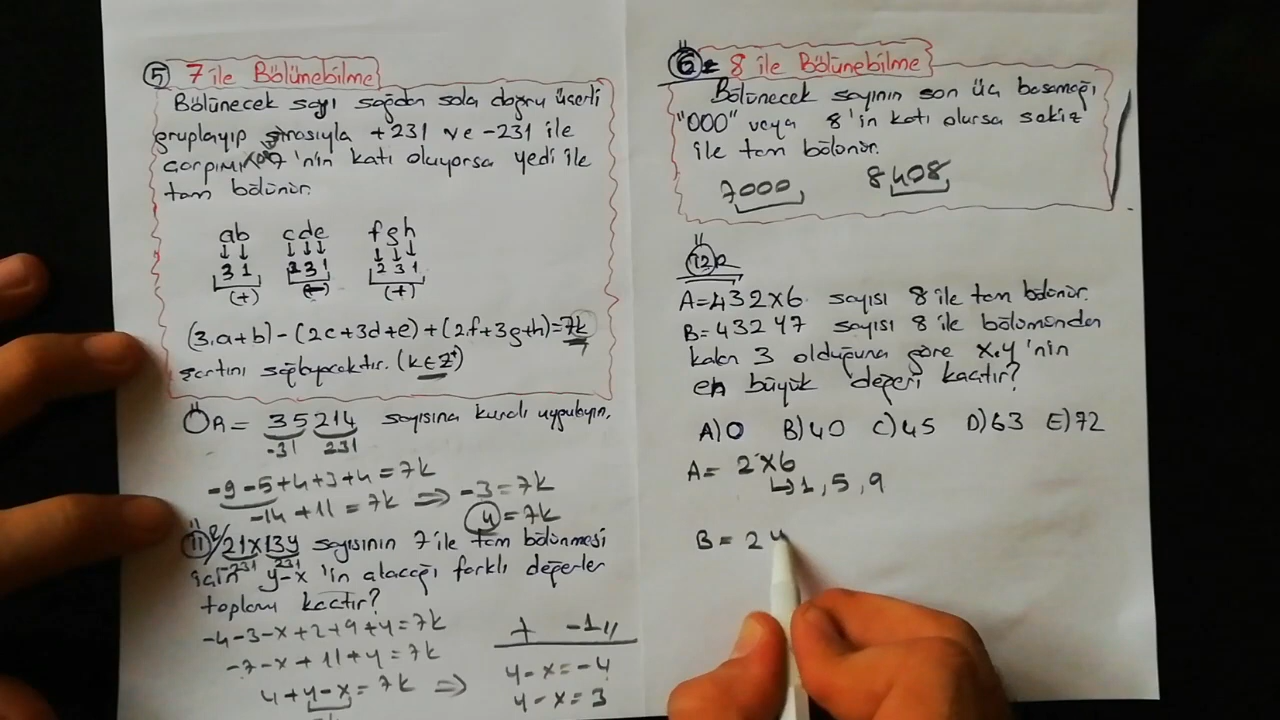 5 7 ile Bölünebilme
Bölünecek sayı sağdan sola doğru üçerli
gruplayıp sırasıyla +231 ve -231 ile
çarpımı 7'nin katı oluyorsa yedi ile
tam bölünür.
ab cde fgh
31 231 231
(+) (-) (+)
(3.a+b)-(2c+3d+e)+(2f+3g+h)=7k
şartını sağlayacaktır. (k∈Z⁺)
Ö A= 35214 sayısına kuralı uygulayın.
-31 231
-9-5+4+3+4=7k
-14+11=7k ⇒ -3=7k
4=7k
11 21x13y sayısının 7 ile tam bölünmesi
-231 231
için y-x'in alacağı farklı değerler
toplamı kaçtır?
-4-3-x+2+9+y=7k
-7-x+11+y=7k
4+y-x=7k ⇒
+ -1
y-x=-4
y-x=3
6 8 ile Bölünebilme
Bölünecek sayının son üç basamağı
"000" veya 8'in katı olursa sekiz
ile tam bölünür.
7000 8408
12
A=432x6 sayısı 8 ile tam bölünür.
B=4324y sayısı 8 ile bölümünden
kalan 3 olduğuna göre x.y'nin
en büyük değeri kaçtır?
A)0 B)40 C)45 D)63 E)72
A= 2x6
↳1,5,9
B= 24